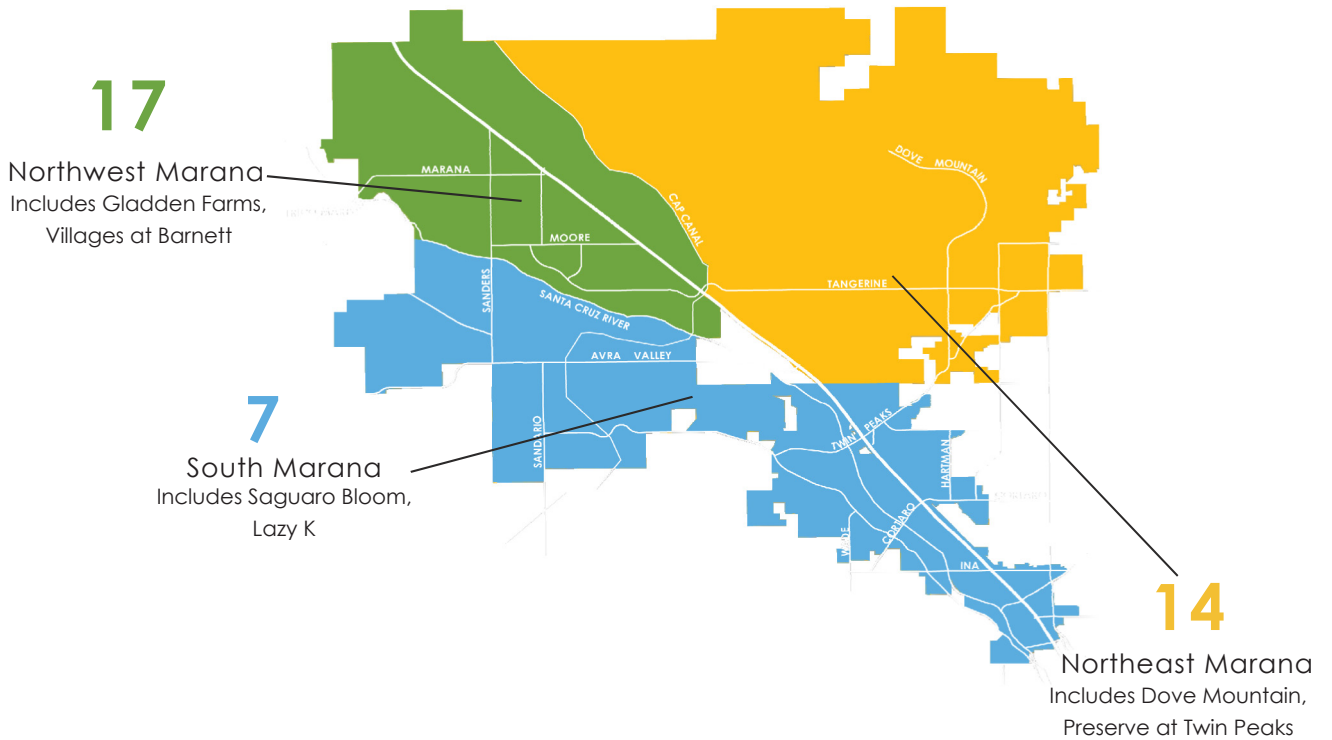 17
Northwest Marana
Includes Gladden Farms,
Villages at Barnett
MARANA
MOORE
SANDERS
SANTA CRUZ RIVER
CAP CANAL
DOVE MOUNTAIN
TANGERINE
AVRA VALLEY
7
South Marana
Includes Saguaro Bloom,
Lazy K
SANDARIO
TWIN PEAKS
HARTMAN
CORTARO
WADE
INA
14
Northeast Marana
Includes Dove Mountain,
Preserve at Twin Peaks